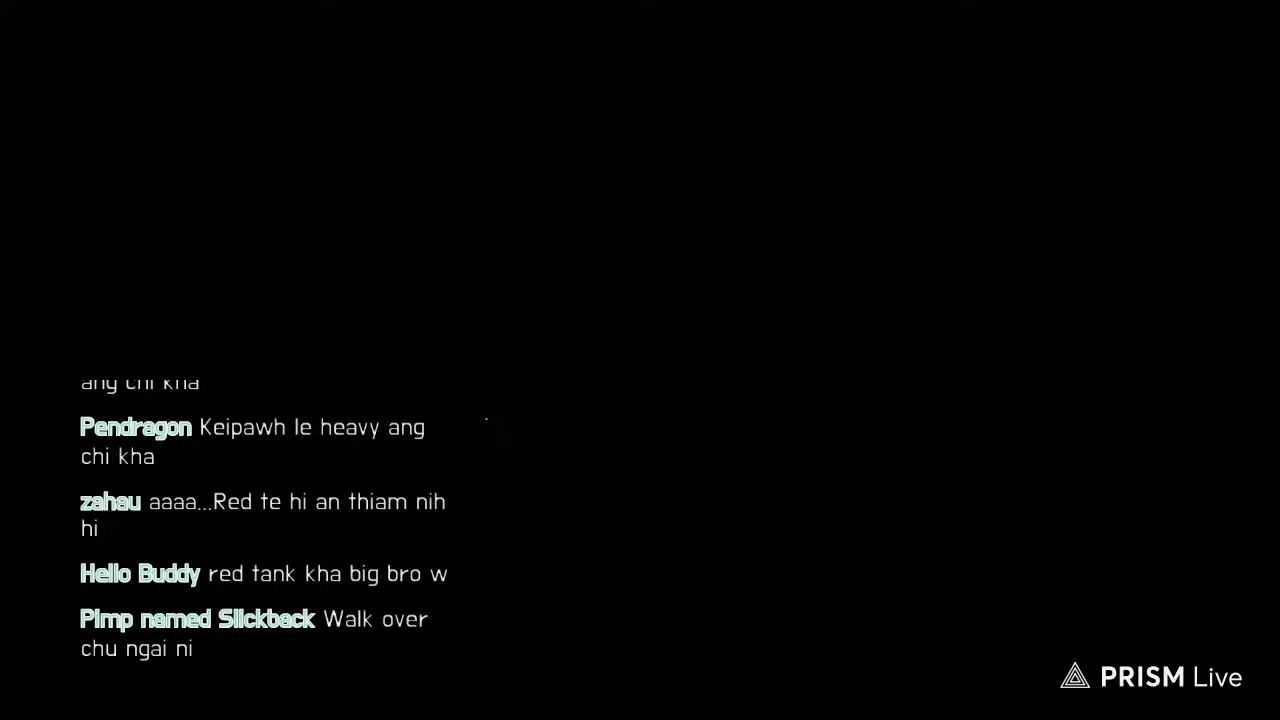 ang chi kha
Pendragon Keipawh le heavy ang
chi kha
zahau aaaa...Red te hi an thiam nih
hi
Hello Buddy red tank kha big bro w
Pimp named Slickback Walk over
chu ngai ni
PRISM Live